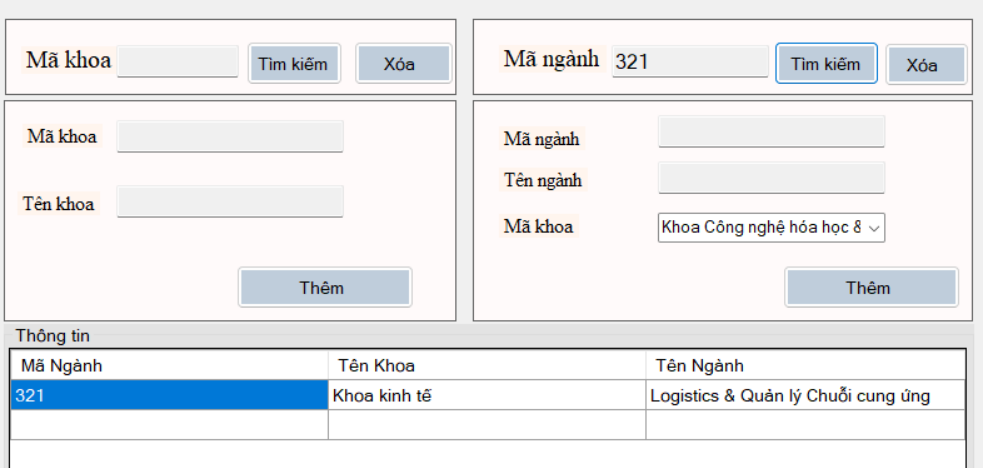 Mã khoa Tìm kiếm Xóa
Mã ngành 321 Tìm kiếm Xóa
Mã khoa
Tên khoa
Thêm
Mã ngành
Tên ngành
Mã khoa Khoa Công nghệ hóa học &
Thêm
Thông tin
Mã Ngành Tên Khoa Tên Ngành
321 Khoa kinh tế Logistics & Quản lý Chuỗi cung ứng